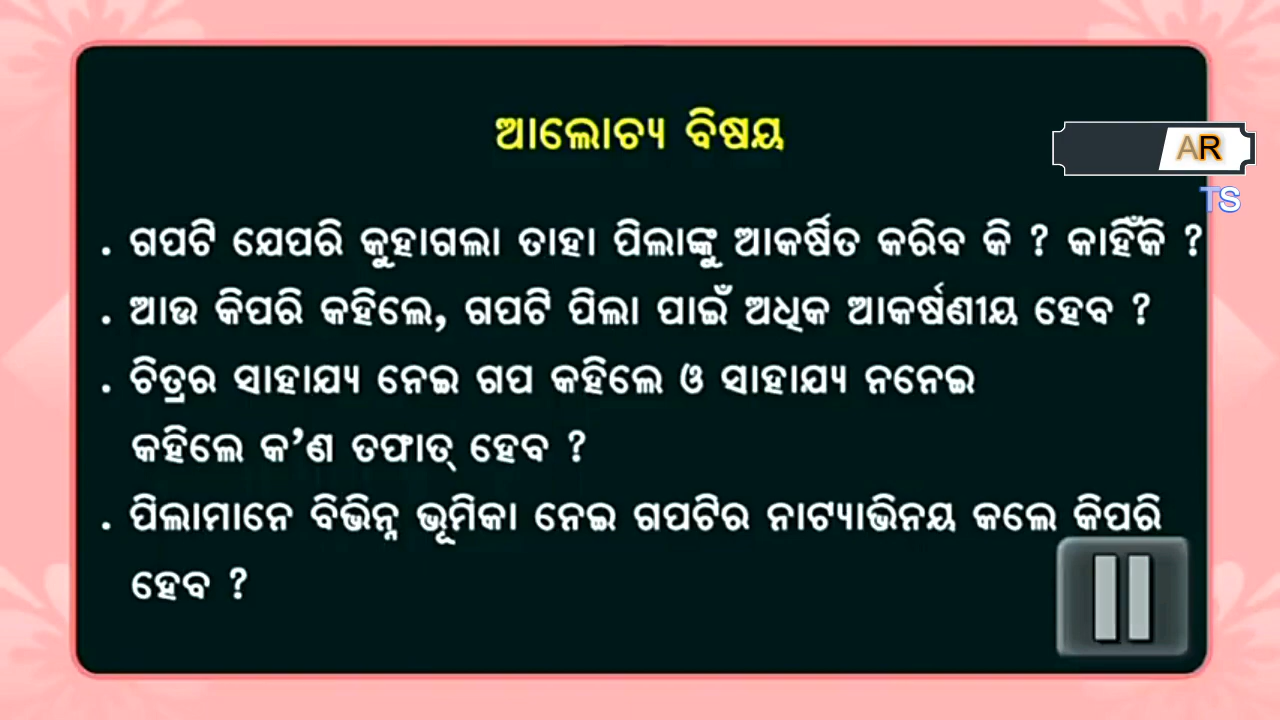 ଆଲୋଚ୍ୟ ବିଷୟ
AR
TS
. ଗପଟି ଯେପରି କୁହାଗଲା ତାହା ପିଲାଙ୍କୁ ଆକର୍ଷିତ କରିବ କି ? କାହିଁକି ?
. ଆଉ କିପରି କହିଲେ, ଗପଟି ପିଲା ପାଇଁ ଅଧିକ ଆକର୍ଷଣୀୟ ହେବ ?
. ଚିତ୍ରର ସାହାଯ୍ୟ ନେଇ ଗପ କହିଲେ ଓ ସାହାଯ୍ୟ ନନେଇ
କହିଲେ କ’ଣ ତଫାତ୍ ହେବ ?
. ପିଲାମାନେ ବିଭିନ୍ନ ଭୂମିକା ନେଇ ଗପଟିର ନାଟ୍ୟାଭିନୟ କଲେ କିପରି
ହେବ ?